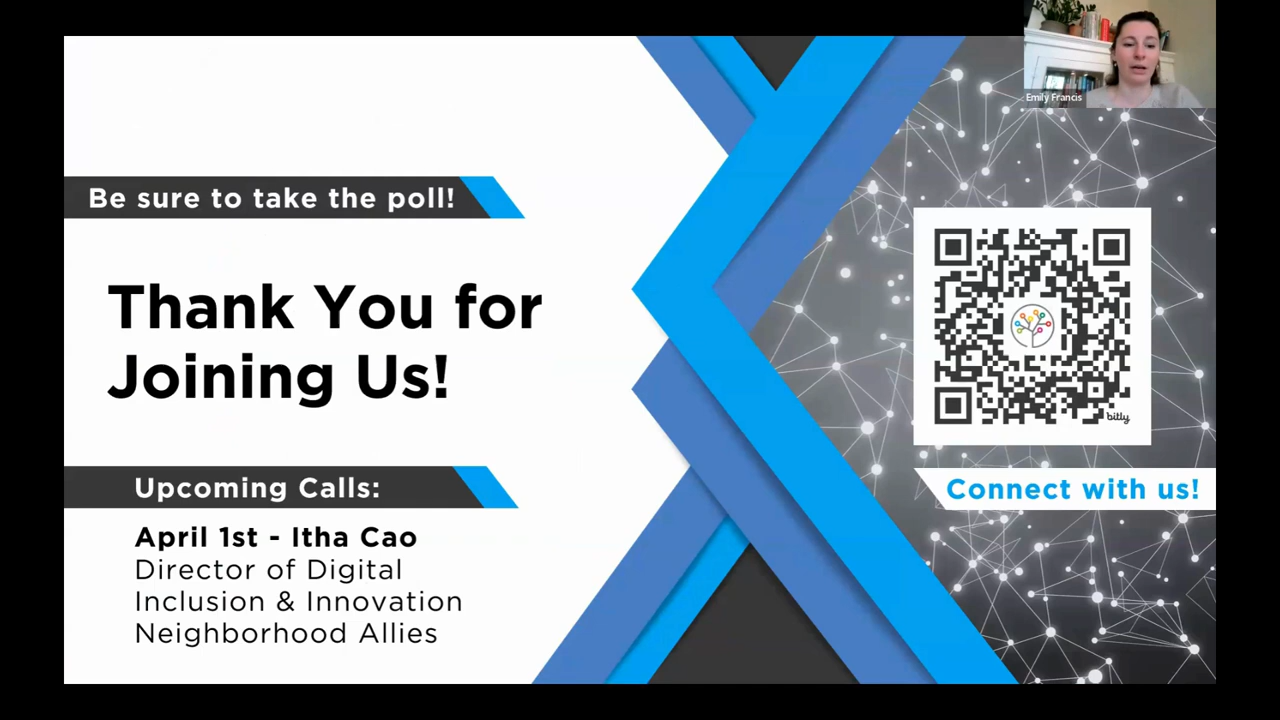 Emily Francis
Be sure to take the poll!
Thank You for
Joining Us!
bitly
Connect with us!
Upcoming Calls:
April 1st - Itha Cao
Director of Digital
Inclusion & Innovation
Neighborhood Allies